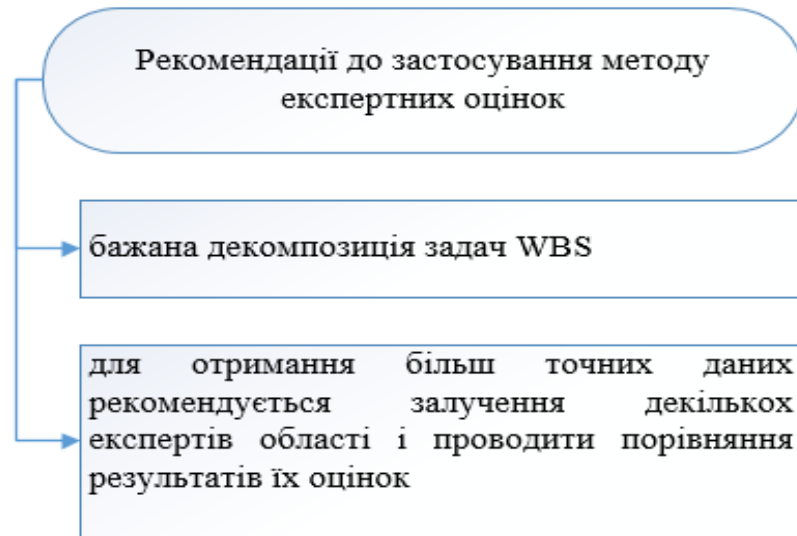 Рекомендації до застосування методу
експертних оцінок
бажана декомпозиція задач WBS
для отримання більш точних даних
рекомендується залучення декількох
експертів області і проводити порівняння
результатів їх оцінок